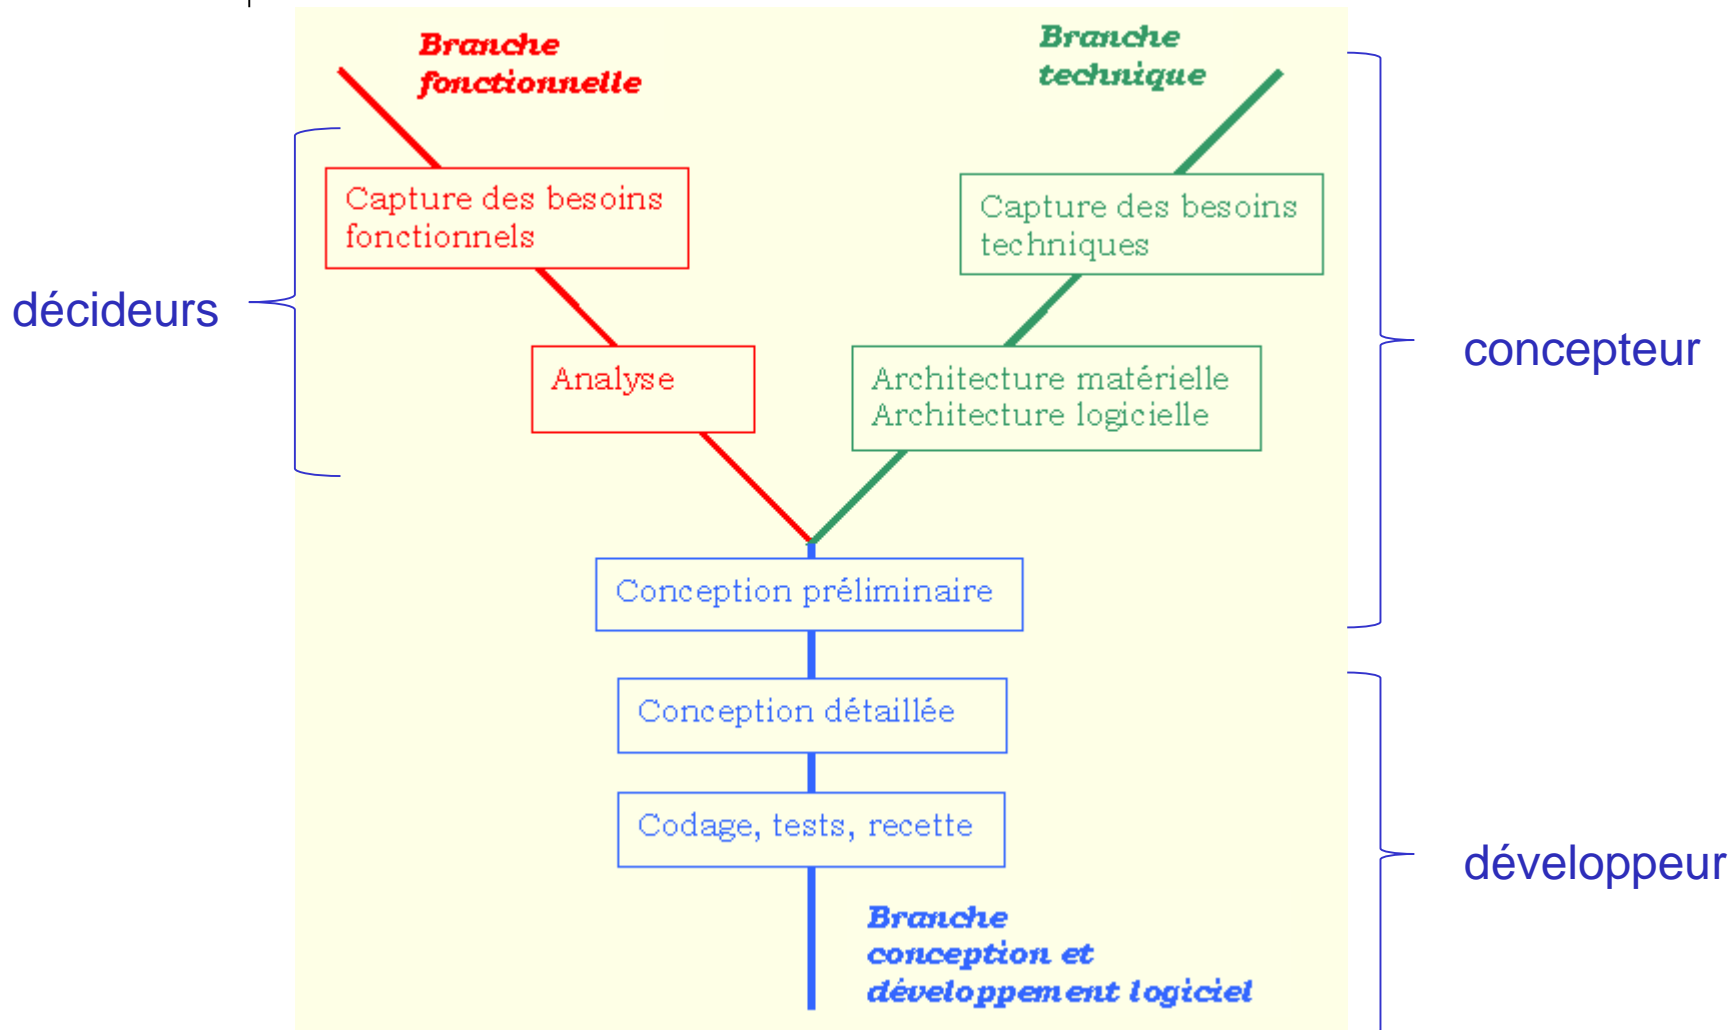 Branche
fonctionnelle
Branche
technique
Capture des besoins
fonctionnels
Capture des besoins
techniques
décideurs
concepteur
Analyse
Architecture matérielle
Architecture logicielle
Conception préliminaire
Conception détaillée
Codage, tests, recette
développeur
Branche
conception et
développement logiciel